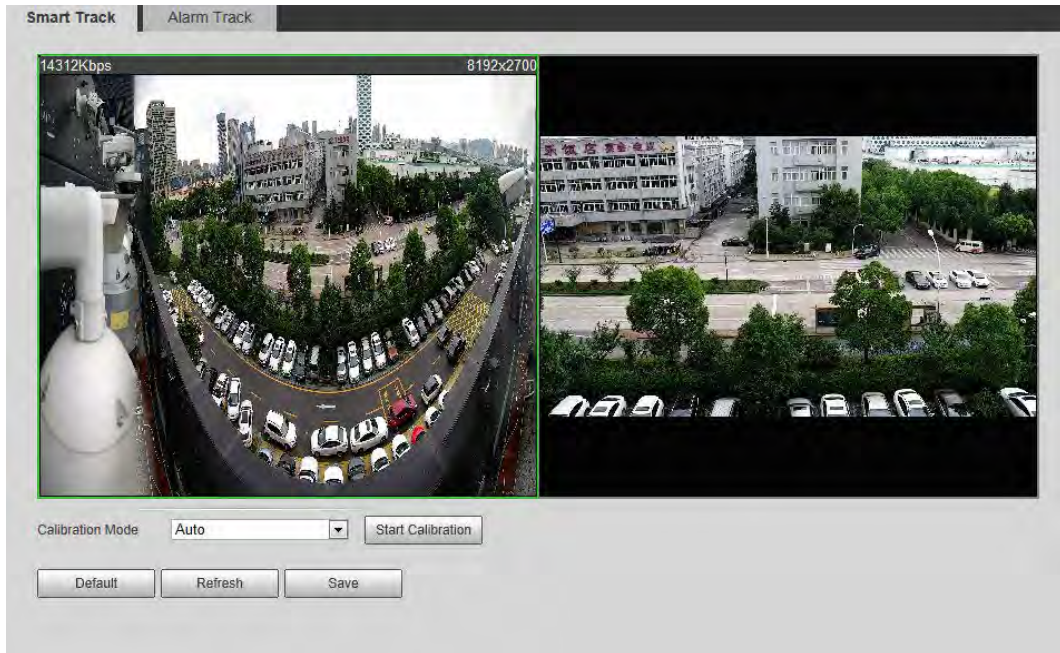 Smart Track
Alarm Track
14312Kbps
8192x2700
Calibration Mode
Auto
Start Calibration
Default
Refresh
Save